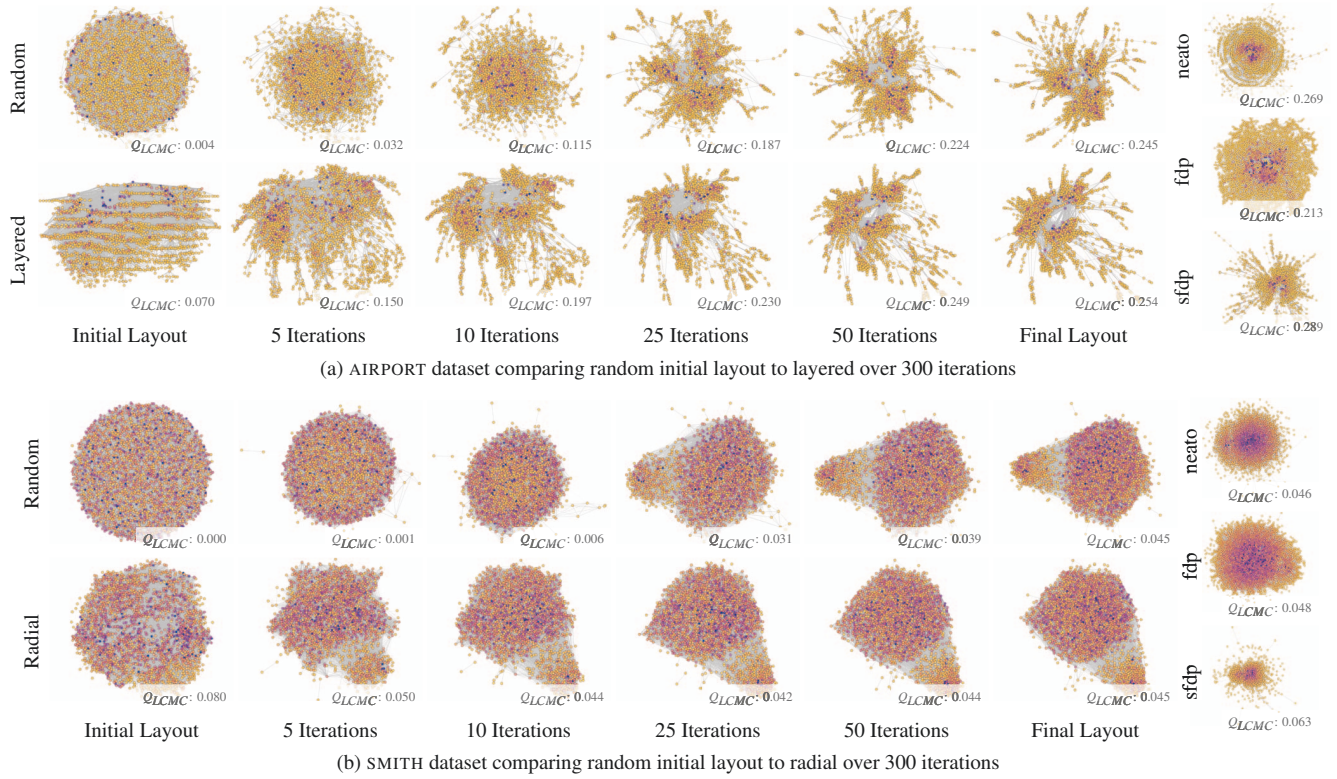 Random
Q_LCMC: 0.004
Q_LCMC: 0.032
Q_LCMC: 0.115
Q_LCMC: 0.187
Q_LCMC: 0.224
Q_LCMC: 0.245
neato
Q_LCMC: 0.269
fdp
Q_LCMC: 0.213
sfdp
Q_LCMC: 0.289
Layered
Q_LCMC: 0.070
Q_LCMC: 0.150
Q_LCMC: 0.197
Q_LCMC: 0.230
Q_LCMC: 0.249
Q_LCMC: 0.254
Initial Layout
5 Iterations
10 Iterations
25 Iterations
50 Iterations
Final Layout
(a) AIRPORT dataset comparing random initial layout to layered over 300 iterations
Random
Q_LCMC: 0.000
Q_LCMC: 0.001
Q_LCMC: 0.006
Q_LCMC: 0.031
Q_LCMC: 0.039
Q_LCMC: 0.045
neato
Q_LCMC: 0.046
fdp
Q_LCMC: 0.048
sfdp
Q_LCMC: 0.063
Radial
Q_LCMC: 0.080
Q_LCMC: 0.050
Q_LCMC: 0.044
Q_LCMC: 0.042
Q_LCMC: 0.044
Q_LCMC: 0.045
Initial Layout
5 Iterations
10 Iterations
25 Iterations
50 Iterations
Final Layout
(b) SMITH dataset comparing random initial layout to radial over 300 iterations